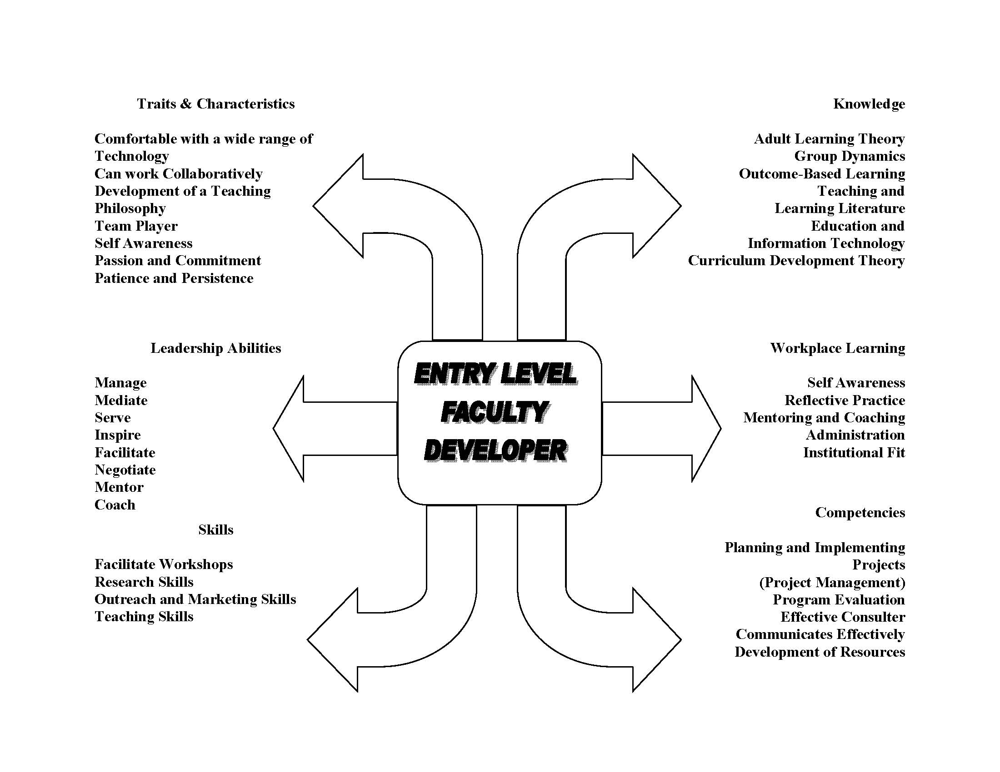 Traits & Characteristics
Comfortable with a wide range of
Technology
Can work Collaboratively
Development of a Teaching
Philosophy
Team Player
Self Awareness
Passion and Commitment
Patience and Persistence
Knowledge
Adult Learning Theory
Group Dynamics
Outcome-Based Learning
Teaching and
Learning Literature
Education and
Information Technology
Curriculum Development Theory
Leadership Abilities
Manage
Mediate
Serve
Inspire
Facilitate
Negotiate
Mentor
Coach
ENTRY LEVEL
FACULTY
DEVELOPER
Workplace Learning
Self Awareness
Reflective Practice
Mentoring and Coaching
Administration
Institutional Fit
Skills
Facilitate Workshops
Research Skills
Outreach and Marketing Skills
Teaching Skills
Competencies
Planning and Implementing
Projects
(Project Management)
Program Evaluation
Effective Consulter
Communicates Effectively
Development of Resources